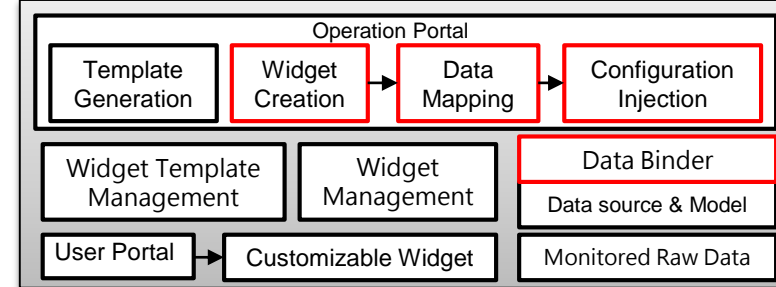 Operation Portal
Template
Generation
Widget
Creation
Data
Mapping
Configuration
Injection
Widget Template
Management
Widget
Management
Data Binder
Data source & Model
User Portal
Customizable Widget
Monitored Raw Data